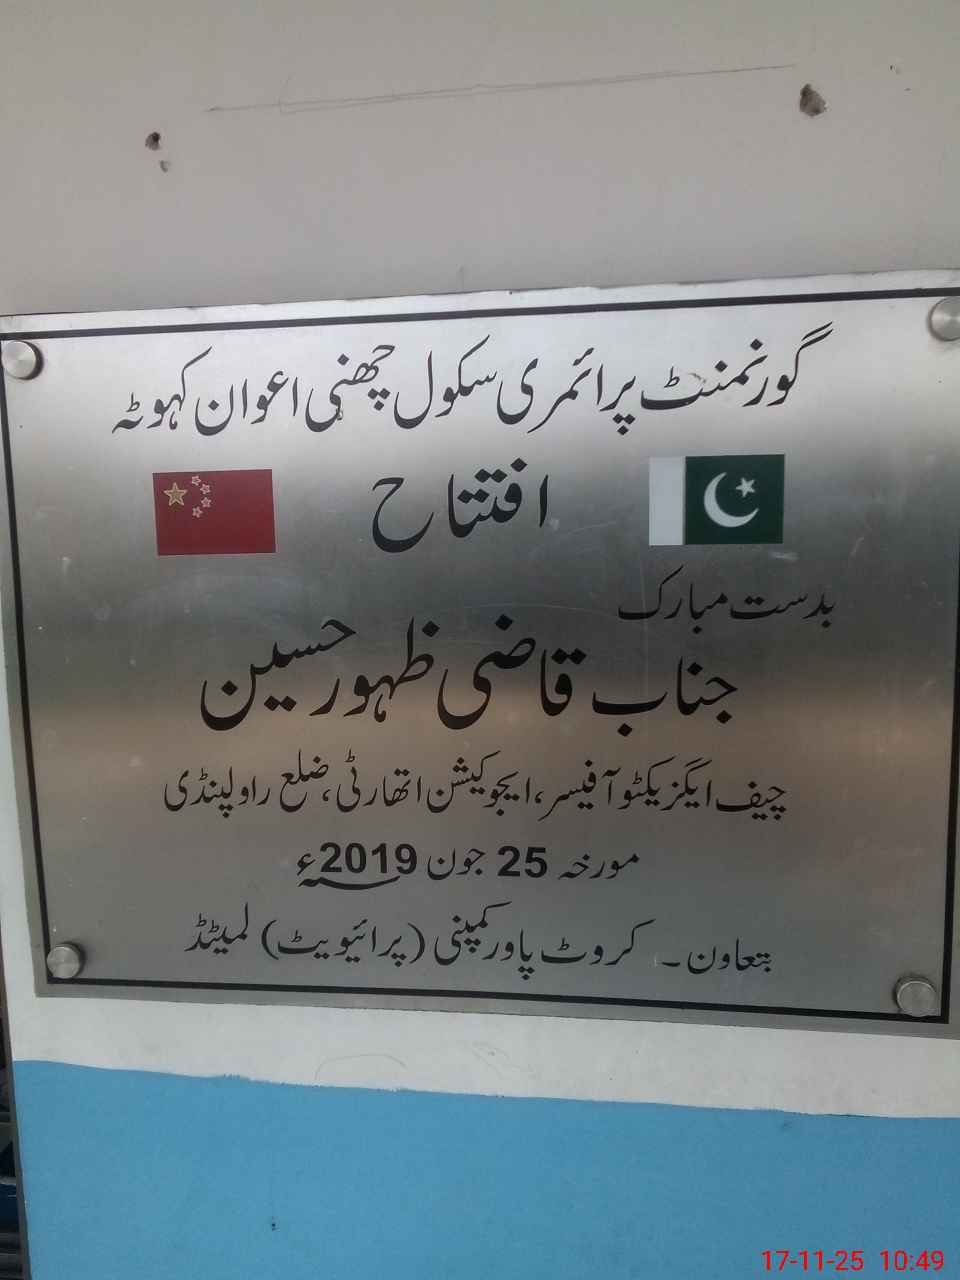 گورنمنٹ پرائمری سکول چھنی اعوان کہوٹہ
افتتاح
بدست مبارک
جناب قاضی ظہور حسین
چیف ایگزیکٹو آفیسر، ایجوکیشن اتھارٹی، ضلع راولپنڈی
مورخہ 25 جون 2019ء
بتعاون ۔ کروٹ پاور کمپنی (پرائیویٹ) لمیٹڈ
17-11-25 10:49